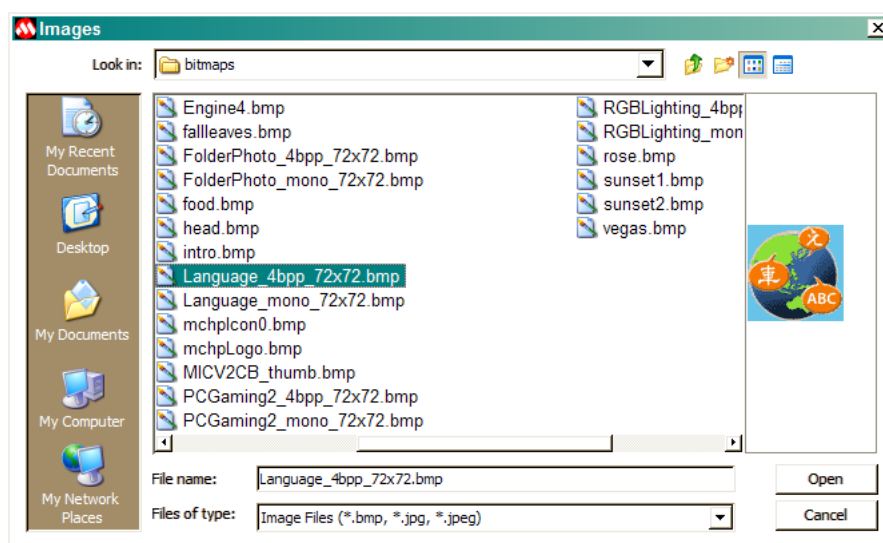 Images
Look in:
bitmaps
My Recent
Documents
Desktop
My Documents
My Computer
My Network
Places
Engine4.bmp
fallleaves.bmp
FolderPhoto_4bpp_72x72.bmp
FolderPhoto_mono_72x72.bmp
food.bmp
head.bmp
intro.bmp
Language_4bpp_72x72.bmp
Language_mono_72x72.bmp
mchpIcon0.bmp
mchpLogo.bmp
MICV2CB_thumb.bmp
PCGaming2_4bpp_72x72.bmp
PCGaming2_mono_72x72.bmp
RGBLighting_4bp
RGBLighting_mon
rose.bmp
sunset1.bmp
sunset2.bmp
vegas.bmp
車
ABC
File name:
Language_4bpp_72x72.bmp
Open
Files of type:
Image Files (*.bmp, *.jpg, *.jpeg)
Cancel